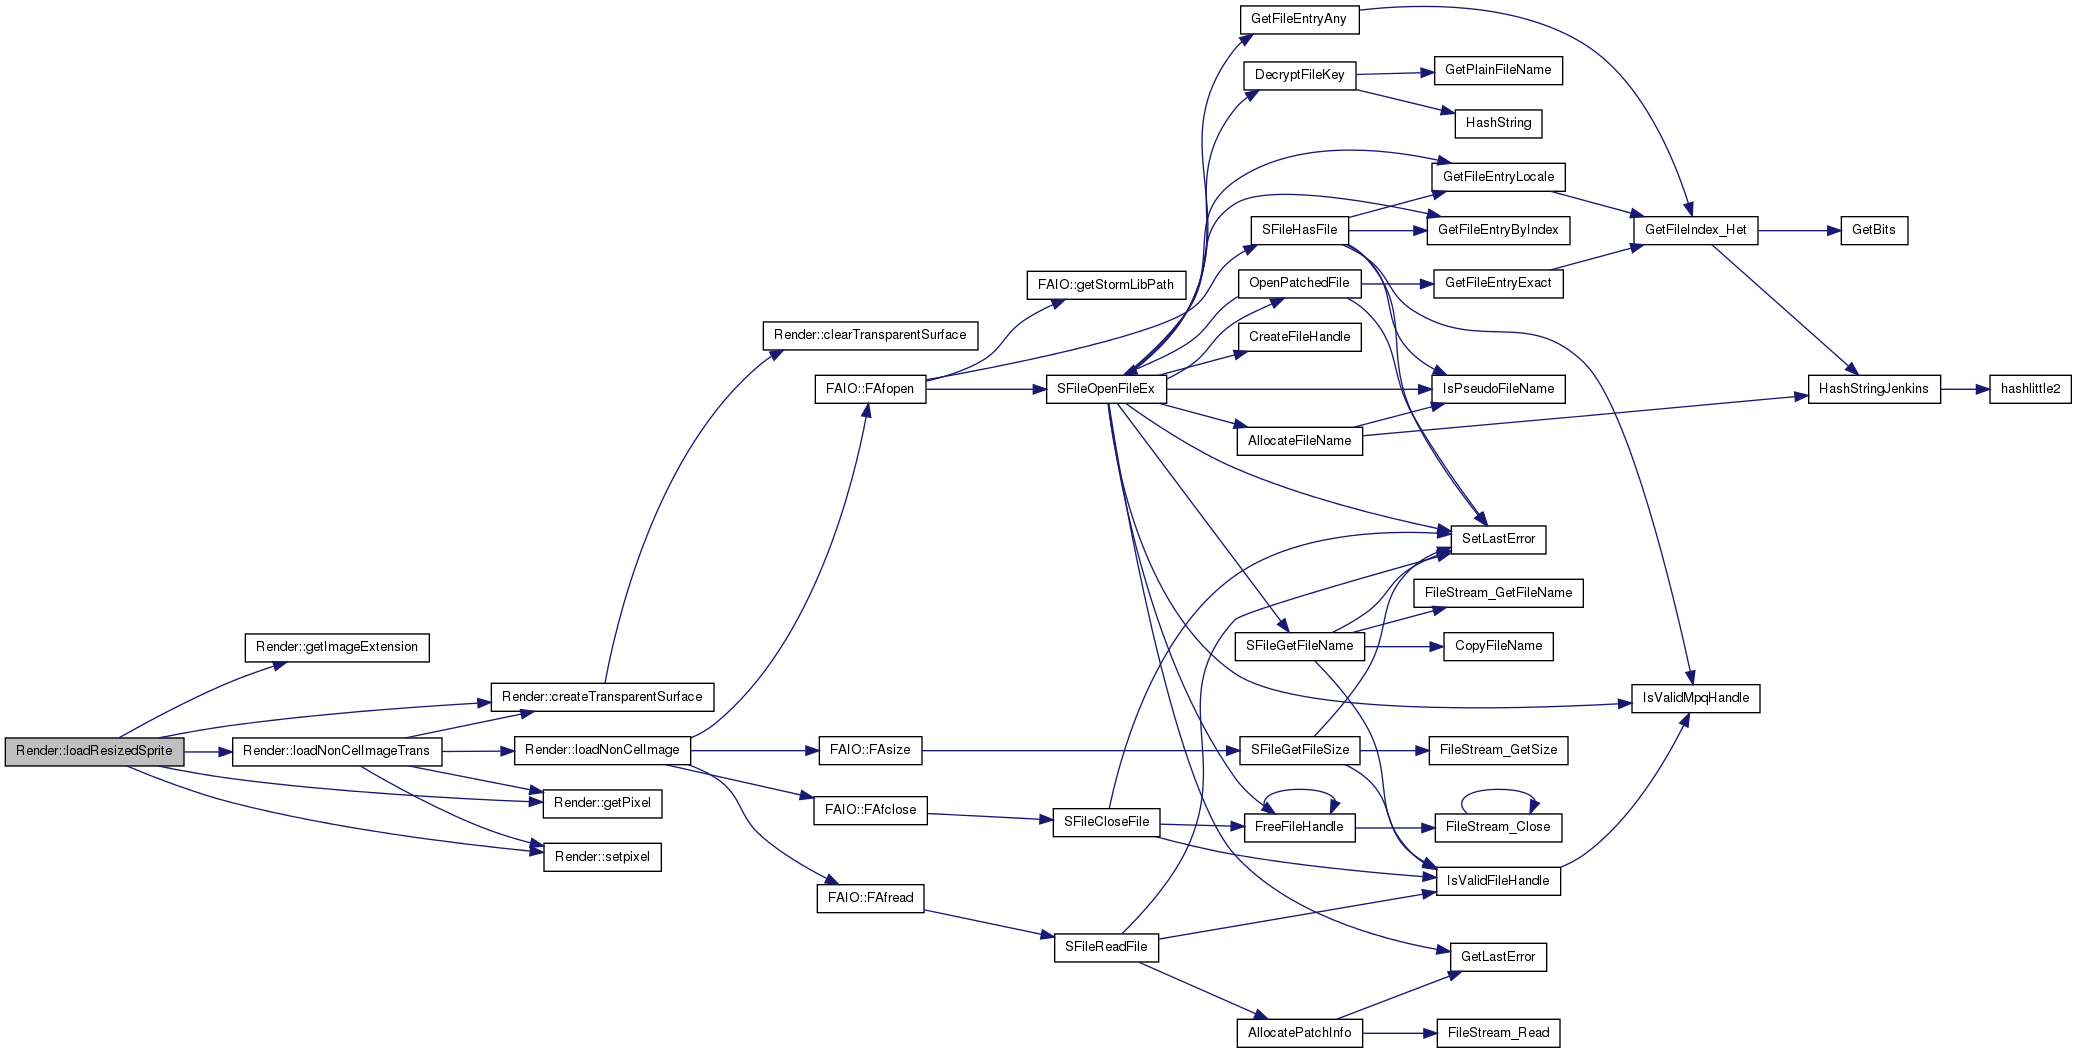 GetFileEntryAny
DecryptFileKey
GetPlainFileName
HashString
GetFileEntryLocale
SFileHasFile
GetFileEntryByIndex
GetFileIndex_Het
GetBits
FAIO::getStormLibPath
OpenPatchedFile
GetFileEntryExact
Render::clearTransparentSurface
CreateFileHandle
FAIO::FAfopen
SFileOpenFileEx
IsPseudoFileName
HashStringJenkins
hashlittle2
AllocateFileName
SetLastError
FileStream_GetFileName
Render::getImageExtension
SFileGetFileName
CopyFileName
Render::createTransparentSurface
IsValidMpqHandle
Render::loadResizedSprite
Render::loadNonCelImageTrans
Render::loadNonCelImage
FAIO::FAsize
SFileGetFileSize
FileStream_GetSize
Render::getPixel
FAIO::FAfclose
SFileCloseFile
FreeFileHandle
FileStream_Close
Render::setpixel
IsValidFileHandle
FAIO::FAfread
SFileReadFile
GetLastError
AllocatePatchInfo
FileStream_Read